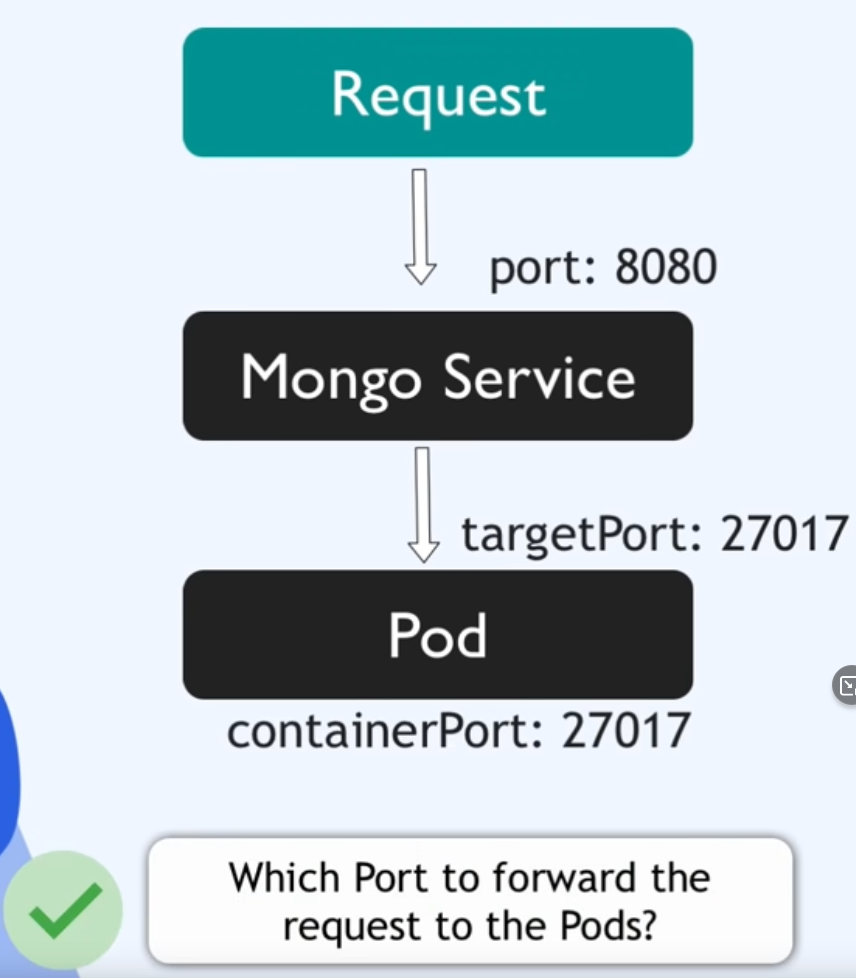 Request
port: 8080
Mongo Service
targetPort: 27017
Pod
containerPort: 27017
Which Port to forward the
request to the Pods?